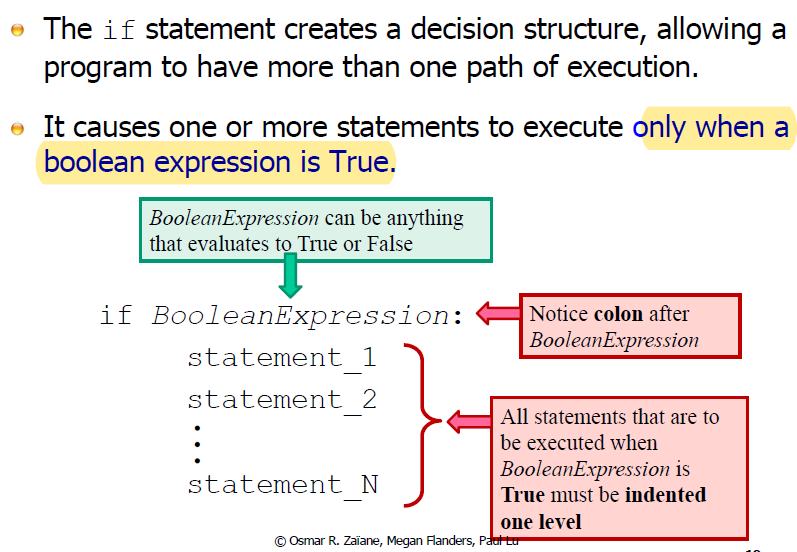 The if statement creates a decision structure, allowing a
program to have more than one path of execution.
It causes one or more statements to execute only when a
boolean expression is True.
BooleanExpression can be anything
that evaluates to True or False
if BooleanExpression:
Notice colon after
BooleanExpression
statement_1
statement_2
statement_N
All statements that are to
be executed when
BooleanExpression is
True must be indented
one level
© Osmar R. Zaïane, Megan Flanders, Paul Lu